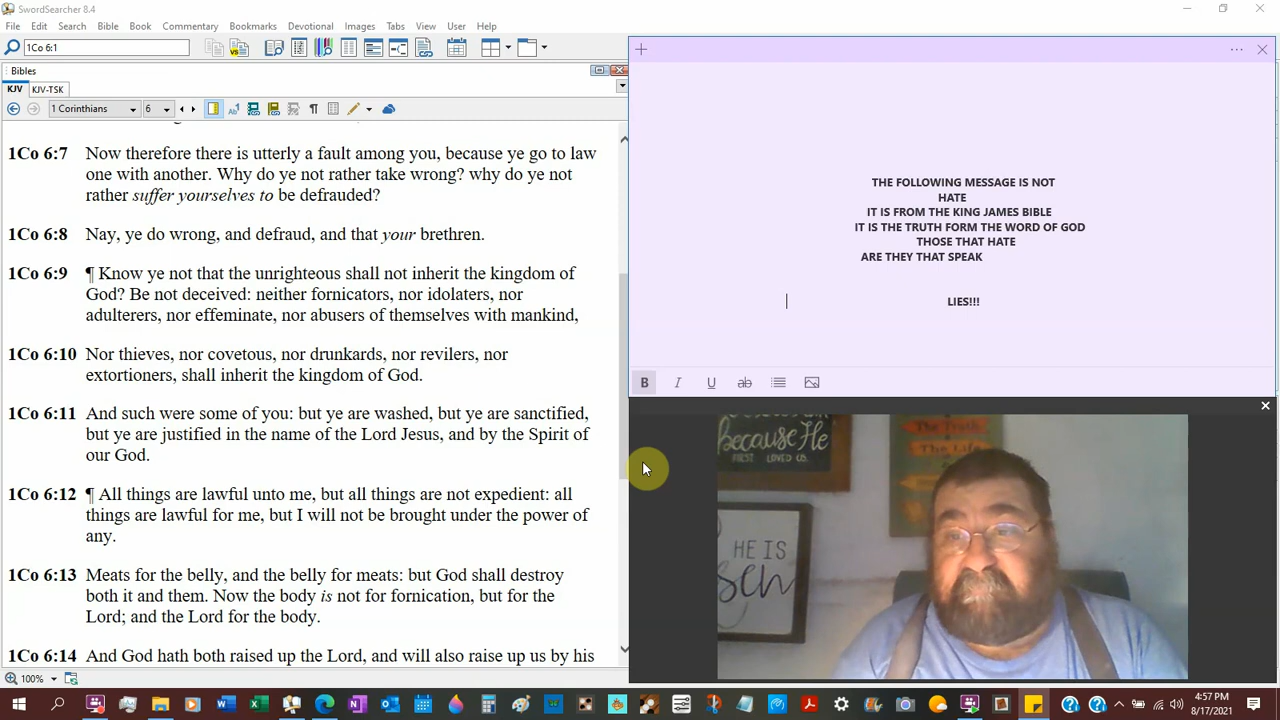 SwordSearcher 8.4
File Edit Search Bible Book Commentary Bookmarks Devotional Images Tabs View User Help
1Co 6:1
Bibles
KJV KJV-TSK
1 Corinthians 6
1Co 6:7 Now therefore there is utterly a fault among you, because ye go to law
one with another. Why do ye not rather take wrong? why do ye not
rather suffer yourselves to be defrauded?
1Co 6:8 Nay, ye do wrong, and defraud, and that your brethren.
1Co 6:9 ¶ Know ye not that the unrighteous shall not inherit the kingdom of
God? Be not deceived: neither fornicators, nor idolaters, nor
adulterers, nor effeminate, nor abusers of themselves with mankind,
1Co 6:10 Nor thieves, nor covetous, nor drunkards, nor revilers, nor
extortioners, shall inherit the kingdom of God.
1Co 6:11 And such were some of you: but ye are washed, but ye are sanctified,
but ye are justified in the name of the Lord Jesus, and by the Spirit of
our God.
1Co 6:12 ¶ All things are lawful unto me, but all things are not expedient: all
things are lawful for me, but I will not be brought under the power of
any.
1Co 6:13 Meats for the belly, and the belly for meats: but God shall destroy
both it and them. Now the body is not for fornication, but for the
Lord; and the Lord for the body.
1Co 6:14 And God hath both raised up the Lord, and will also raise up us by his
100%
THE FOLLOWING MESSAGE IS NOT
HATE
IT IS FROM THE KING JAMES BIBLE
IT IS THE TRUTH FORM THE WORD OF GOD
THOSE THAT HATE
ARE THEY THAT SPEAK
LIES!!!
B I U ab
because He
FIRST LOVED US.
The Truth
The Life
HE IS
4:57 PM
8/17/2021